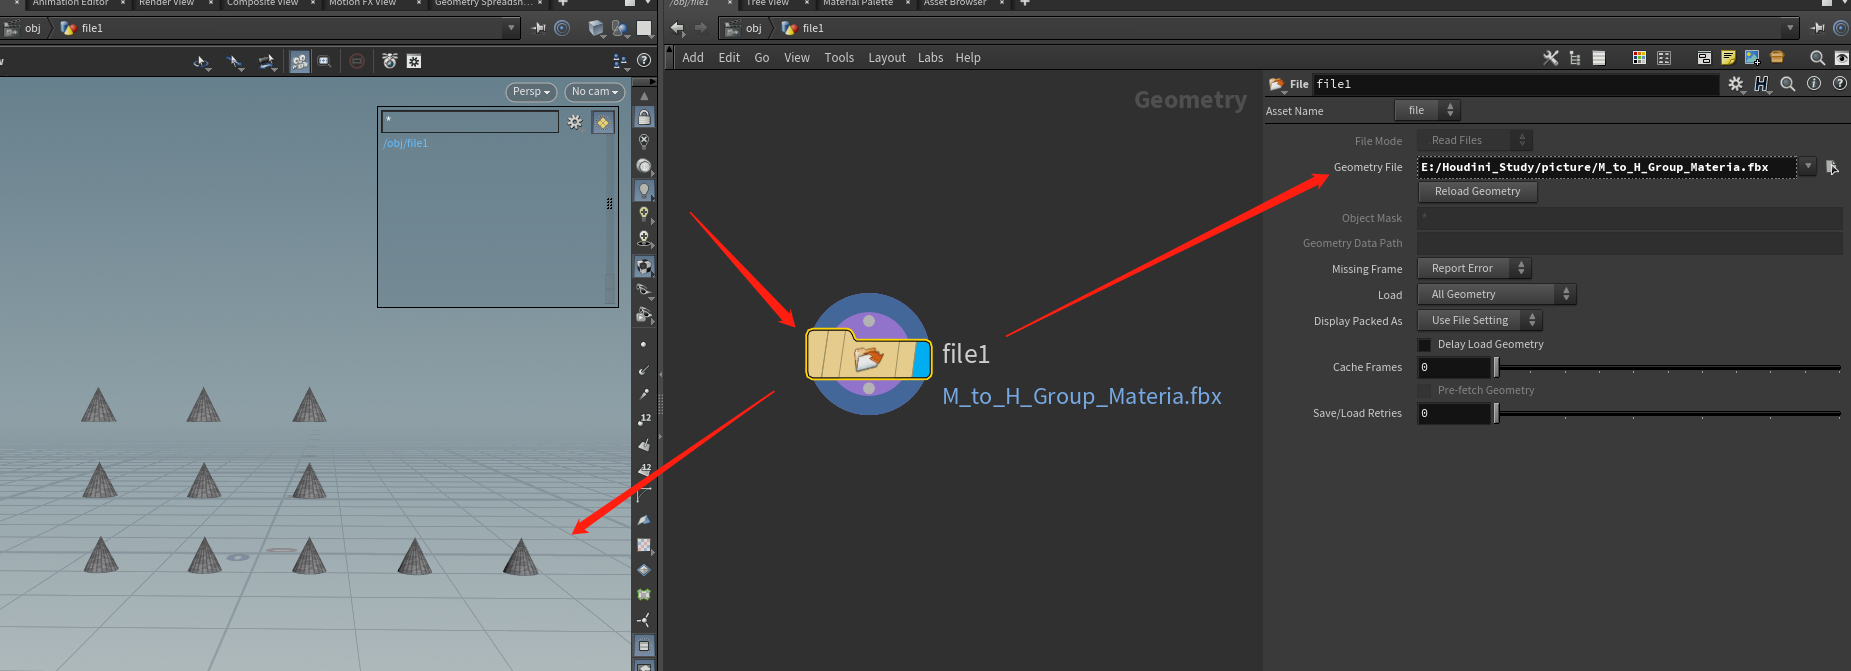 Animation Editor
Render View
Composite View
Motion FX View
Geometry Spreadsh...
/obj/file1
Tree View
Material Palette
Asset Browser
obj
file1
obj
file1
Add
Edit
Go
View
Tools
Layout
Labs
Help
Persp
No cam
*
/obj/file1
12
12
Geometry
file1
M_to_H_Group_Materia.fbx
File
file1
Asset Name
file
File Mode
Read Files
Geometry File
E:/Houdini_Study/picture/M_to_H_Group_Materia.fbx
Reload Geometry
Object Mask
*
Geometry Data Path
Missing Frame
Report Error
Load
All Geometry
Display Packed As
Use File Setting
Delay Load Geometry
Cache Frames
0
Pre-fetch Geometry
Save/Load Retries
0